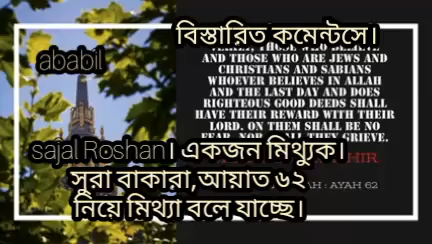 বিস্তারিত কমেন্টসে।
ababil
AND THOSE WHO ARE JEWS AND
CHRISTIANS AND SABIANS
WHOEVER BELIEVES IN ALLAH
AND THE LAST DAY AND DOES
RIGHTEOUS GOOD DEEDS SHALL
HAVE THEIR REWARD WITH THEIR
LORD. ON THEM SHALL BE NO
GRIEVE.
sajal Roshan। একজন মিথ্যুক।
সুরা বাকারা,আয়াত ৬২
: AYAH 62
নিয়ে মিথ্যা বলে যাচ্ছে।